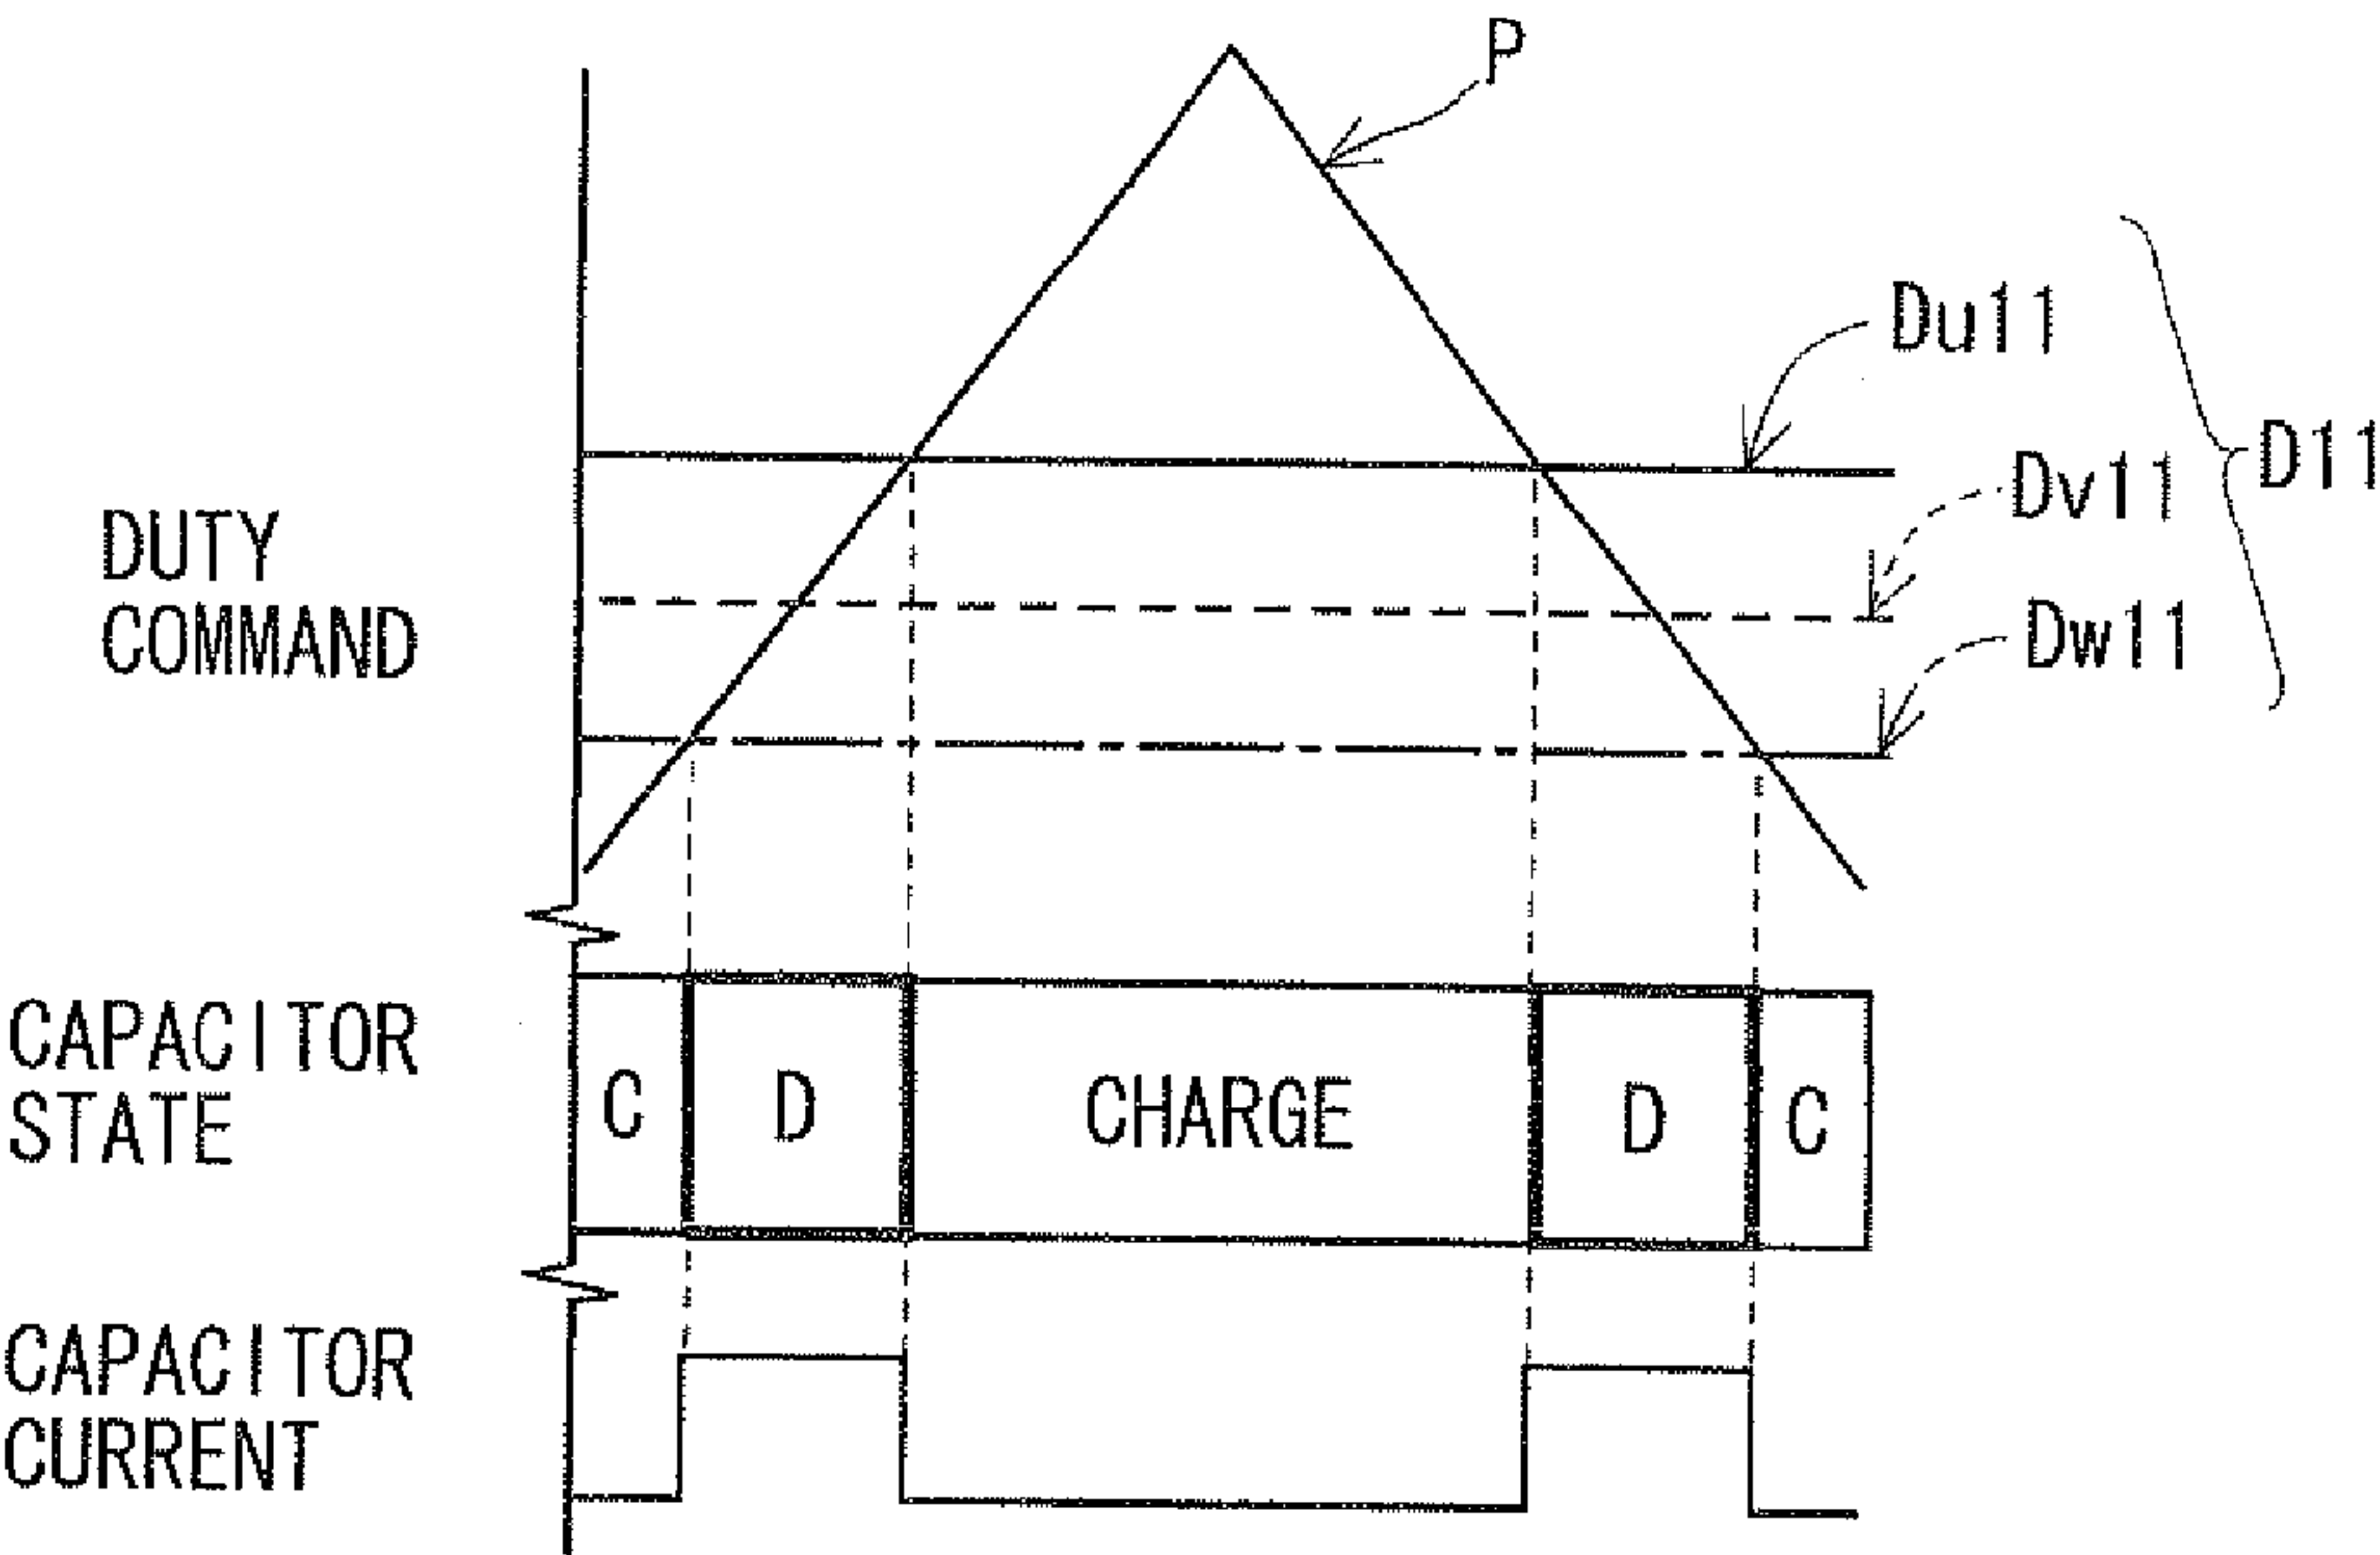 P
Du11
Dv11
D11
Dw11
DUTY
COMMAND
CAPACITOR
STATE
C
D
CHARGE
D
C
CAPACITOR
CURRENT